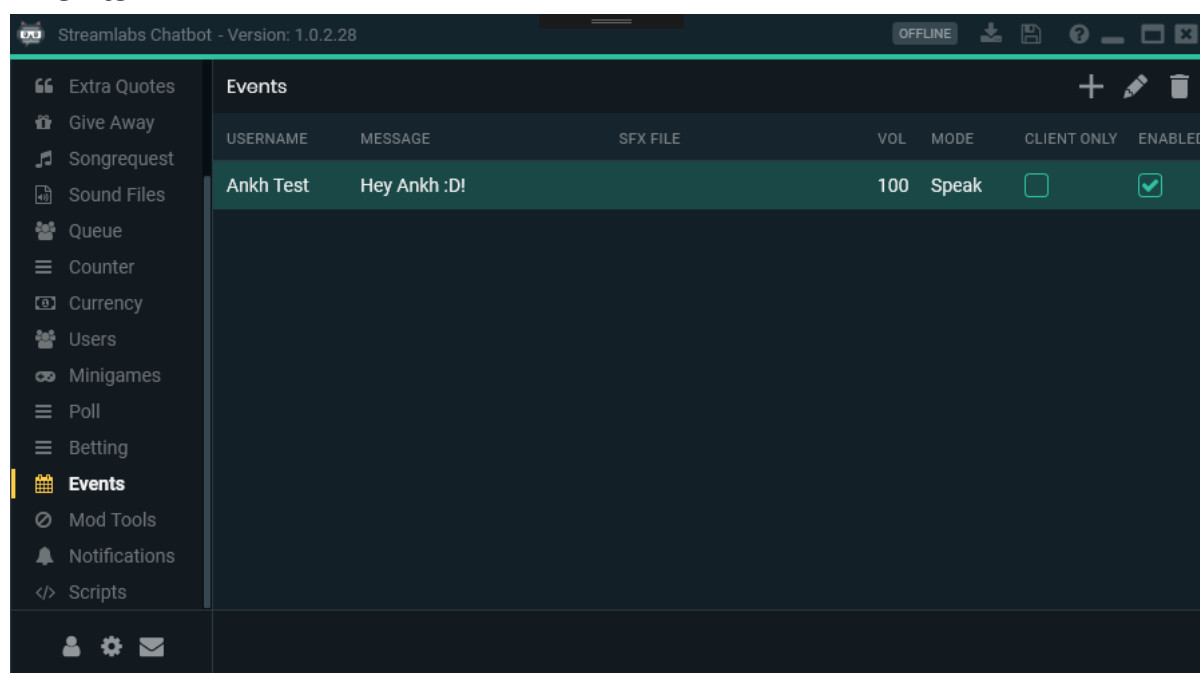 Streamlabs Chatbot - Version: 1.0.2.28
OFFLINE
Extra Quotes
Give Away
Songrequest
Sound Files
Queue
Counter
Currency
Users
Minigames
Poll
Betting
Events
Mod Tools
Notifications
Scripts
Events
USERNAME MESSAGE SFX FILE VOL MODE CLIENT ONLY ENABLED
Ankh Test Hey Ankh :D! 100 Speak